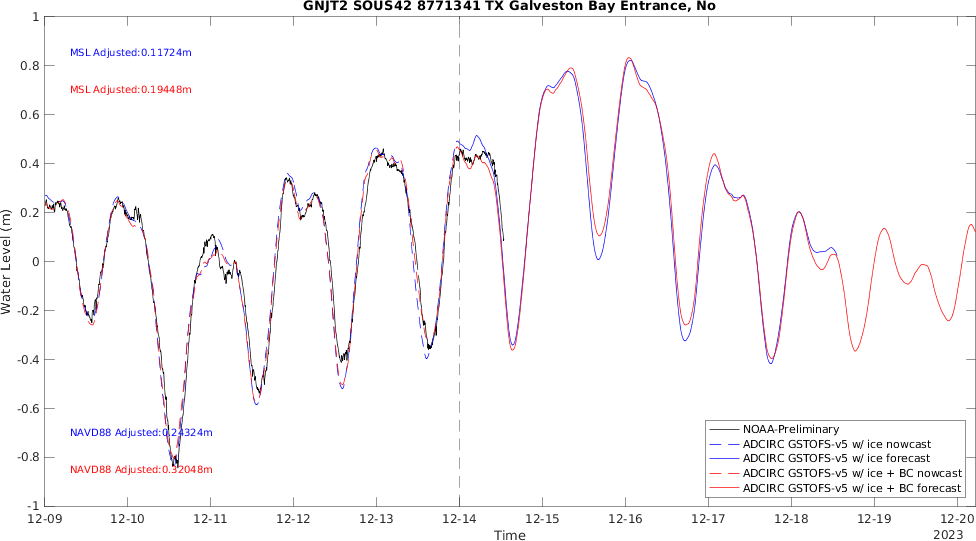 GNJT2 SOUS42 8771341 TX Galveston Bay Entrance, No
MSL Adjusted:0.11724m
MSL Adjusted:0.19448m
NAVD88 Adjusted:0.24324m
NAVD88 Adjusted:0.32048m
Water Level (m)
1
0.8
0.6
0.4
0.2
0
-0.2
-0.4
-0.6
-0.8
-1
NOAA-Preliminary
ADCIRC GSTOFS-v5 w/ ice nowcast
ADCIRC GSTOFS-v5 w/ ice forecast
ADCIRC GSTOFS-v5 w/ ice + BC nowcast
ADCIRC GSTOFS-v5 w/ ice + BC forecast
12-09 12-10 12-11 12-12 12-13 12-14 12-15 12-16 12-17 12-18 12-19 12-20
Time
2023